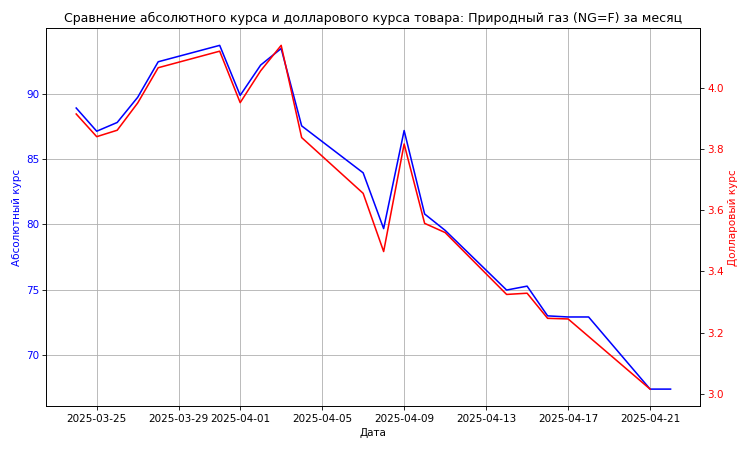 Сравнение абсолютного курса и долларового курса товара: Природный газ (NG=F) за месяц
Абсолютный курс
90
85
80
75
70
4.0
3.8
3.6
3.4
3.2
3.0
Долларовый курс
2025-03-25 2025-03-29 2025-04-01 2025-04-05 2025-04-09 2025-04-13 2025-04-17 2025-04-21
Дата